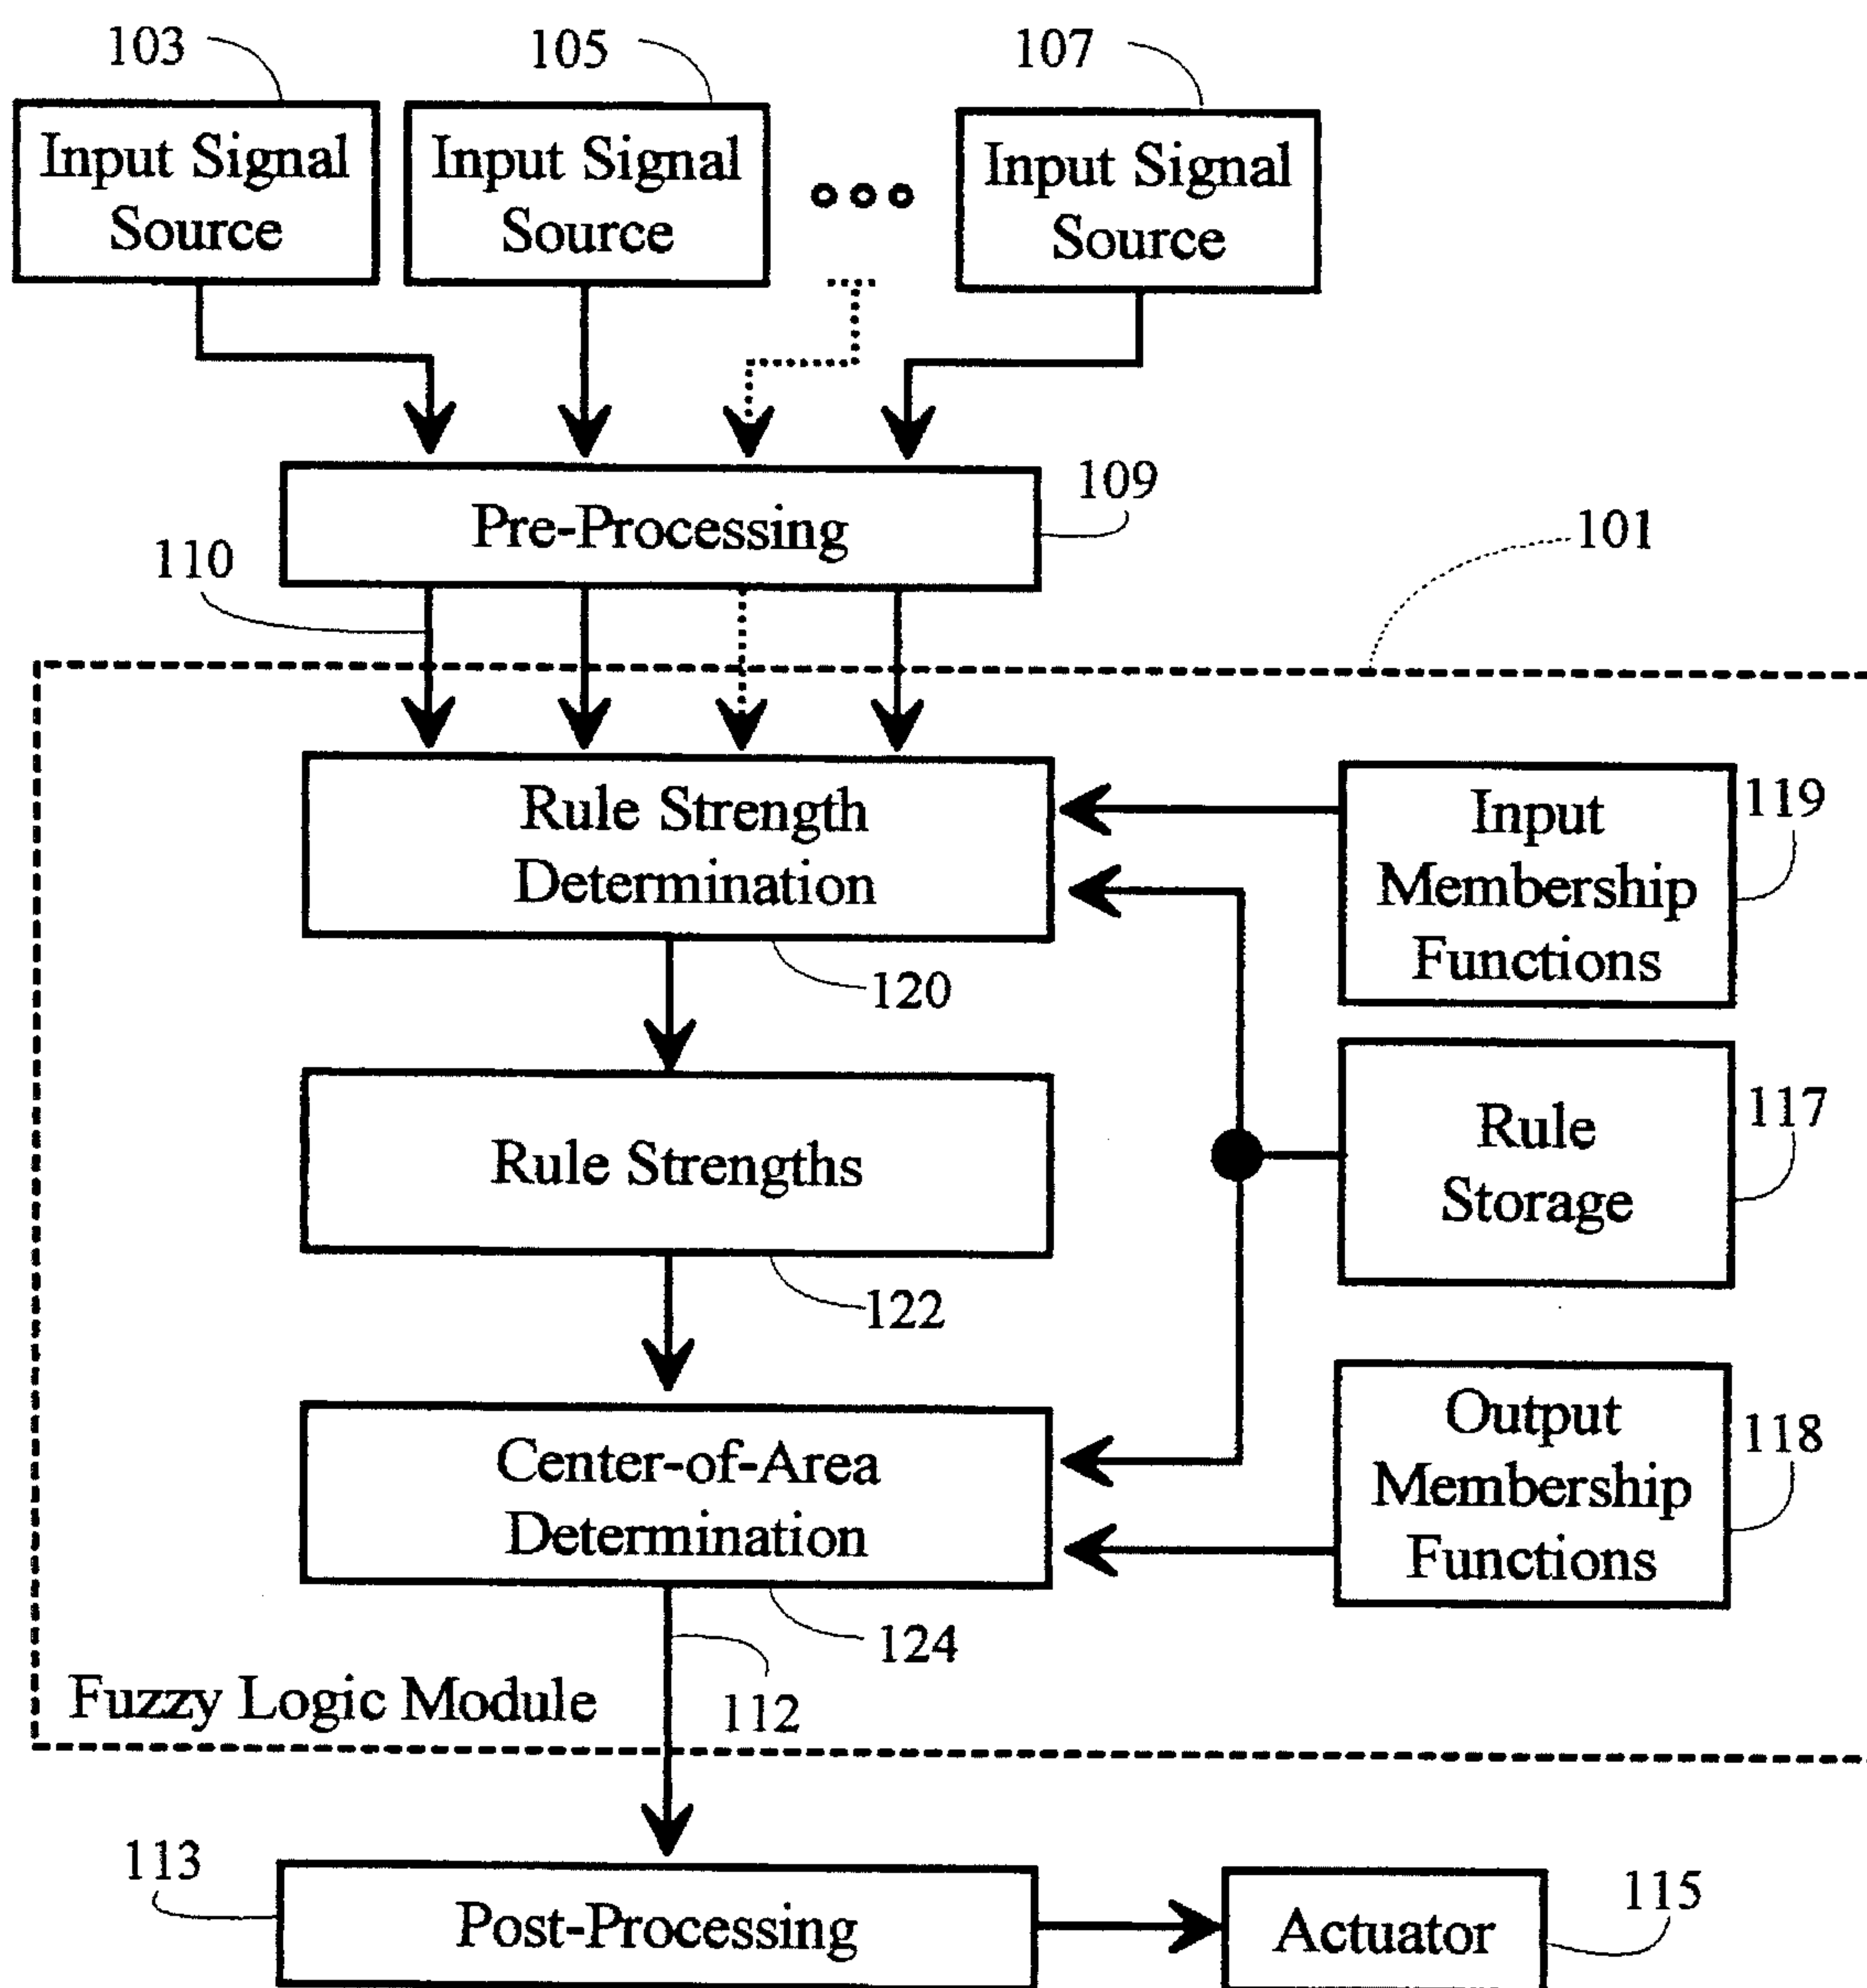 103
105
107
Input Signal
Source
Input Signal
Source
Input Signal
Source
109
Pre-Processing
110
101
Rule Strength
Determination
120
Input
Membership
Functions
119
Rule Strengths
122
Rule
Storage
117
Center-of-Area
Determination
124
Output
Membership
Functions
118
Fuzzy Logic Module
112
113
Post-Processing
Actuator
115